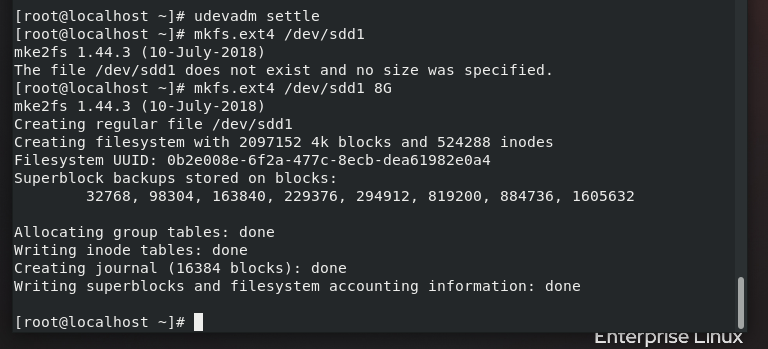 [root@localhost ~]# udevadm settle
[root@localhost ~]# mkfs.ext4 /dev/sdd1
mke2fs 1.44.3 (10-July-2018)
The file /dev/sdd1 does not exist and no size was specified.
[root@localhost ~]# mkfs.ext4 /dev/sdd1 8G
mke2fs 1.44.3 (10-July-2018)
Creating regular file /dev/sdd1
Creating filesystem with 2097152 4k blocks and 524288 inodes
Filesystem UUID: 0b2e008e-6f2a-477c-8ecb-dea61982e0a4
Superblock backups stored on blocks:
32768, 98304, 163840, 229376, 294912, 819200, 884736, 1605632
Allocating group tables: done
Writing inode tables: done
Creating journal (16384 blocks): done
Writing superblocks and filesystem accounting information: done
[root@localhost ~]#
Enterprise Linux